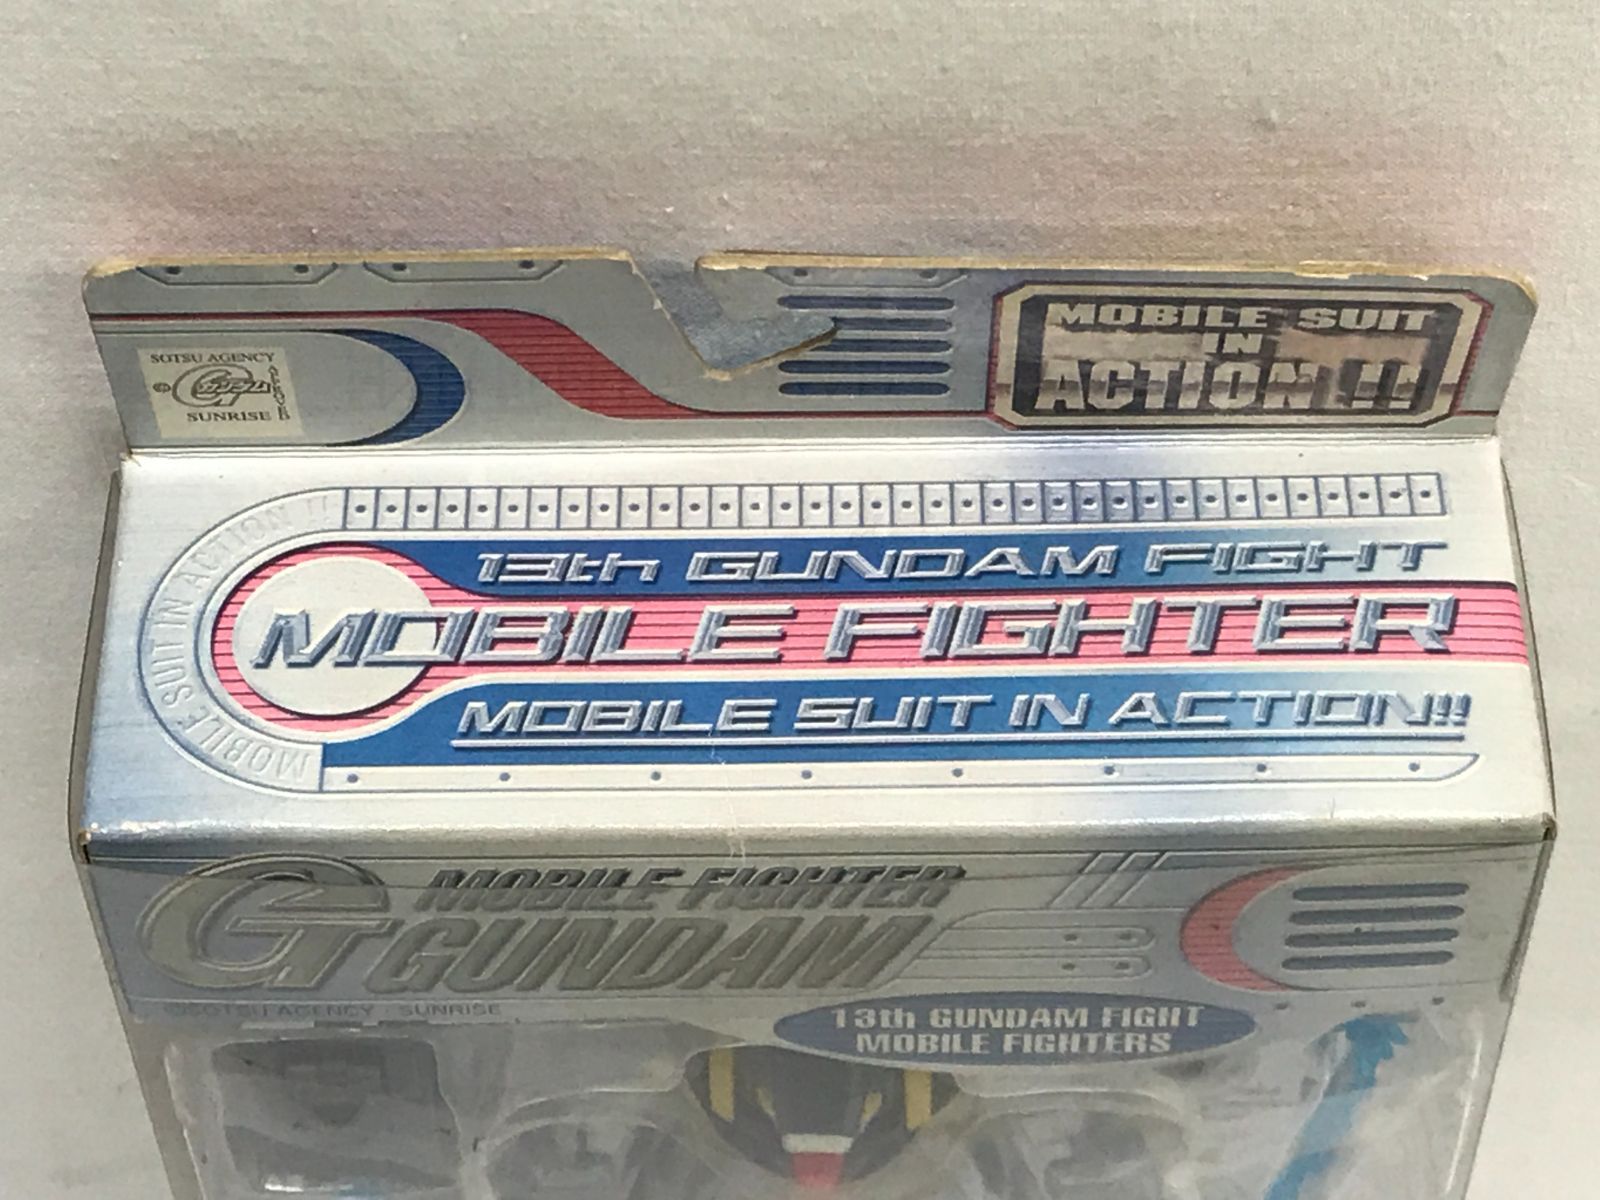 SOTSU AGENCY
©
SUNRISE
MOBILE SUIT
IN
ACTION!!
MOBILE SUIT IN ACTION !!
13th GUNDAM FIGHT
MOBILE FIGHTER
MOBILE SUIT IN ACTION!!
MOBILE FIGHTER
G GUNDAM
©SOTSU AGENCY · SUNRISE
13th GUNDAM FIGHT
MOBILE FIGHTERS